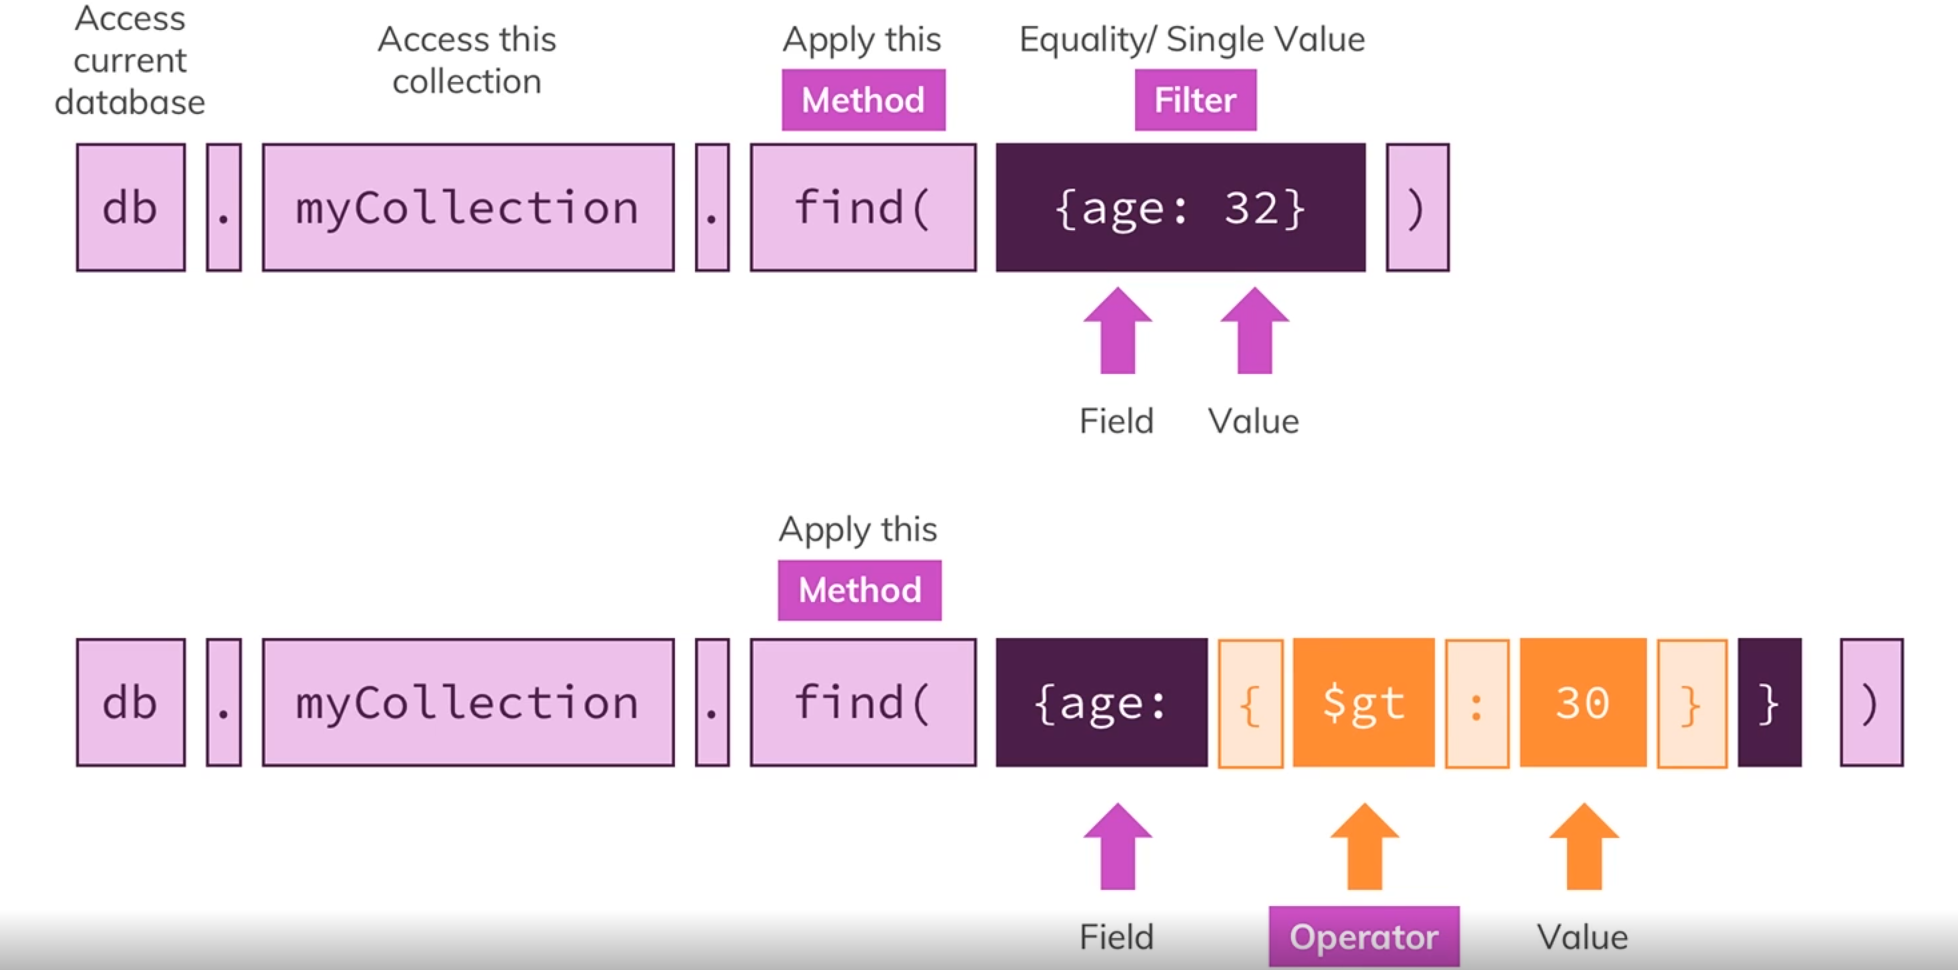 Access
current
database
Access this
collection
Apply this
Method
Equality/ Single Value
Filter
db . myCollection . find( {age: 32} )
Field Value
Apply this
Method
db . myCollection . find( {age: { $gt : 30 } } )
Field Operator Value